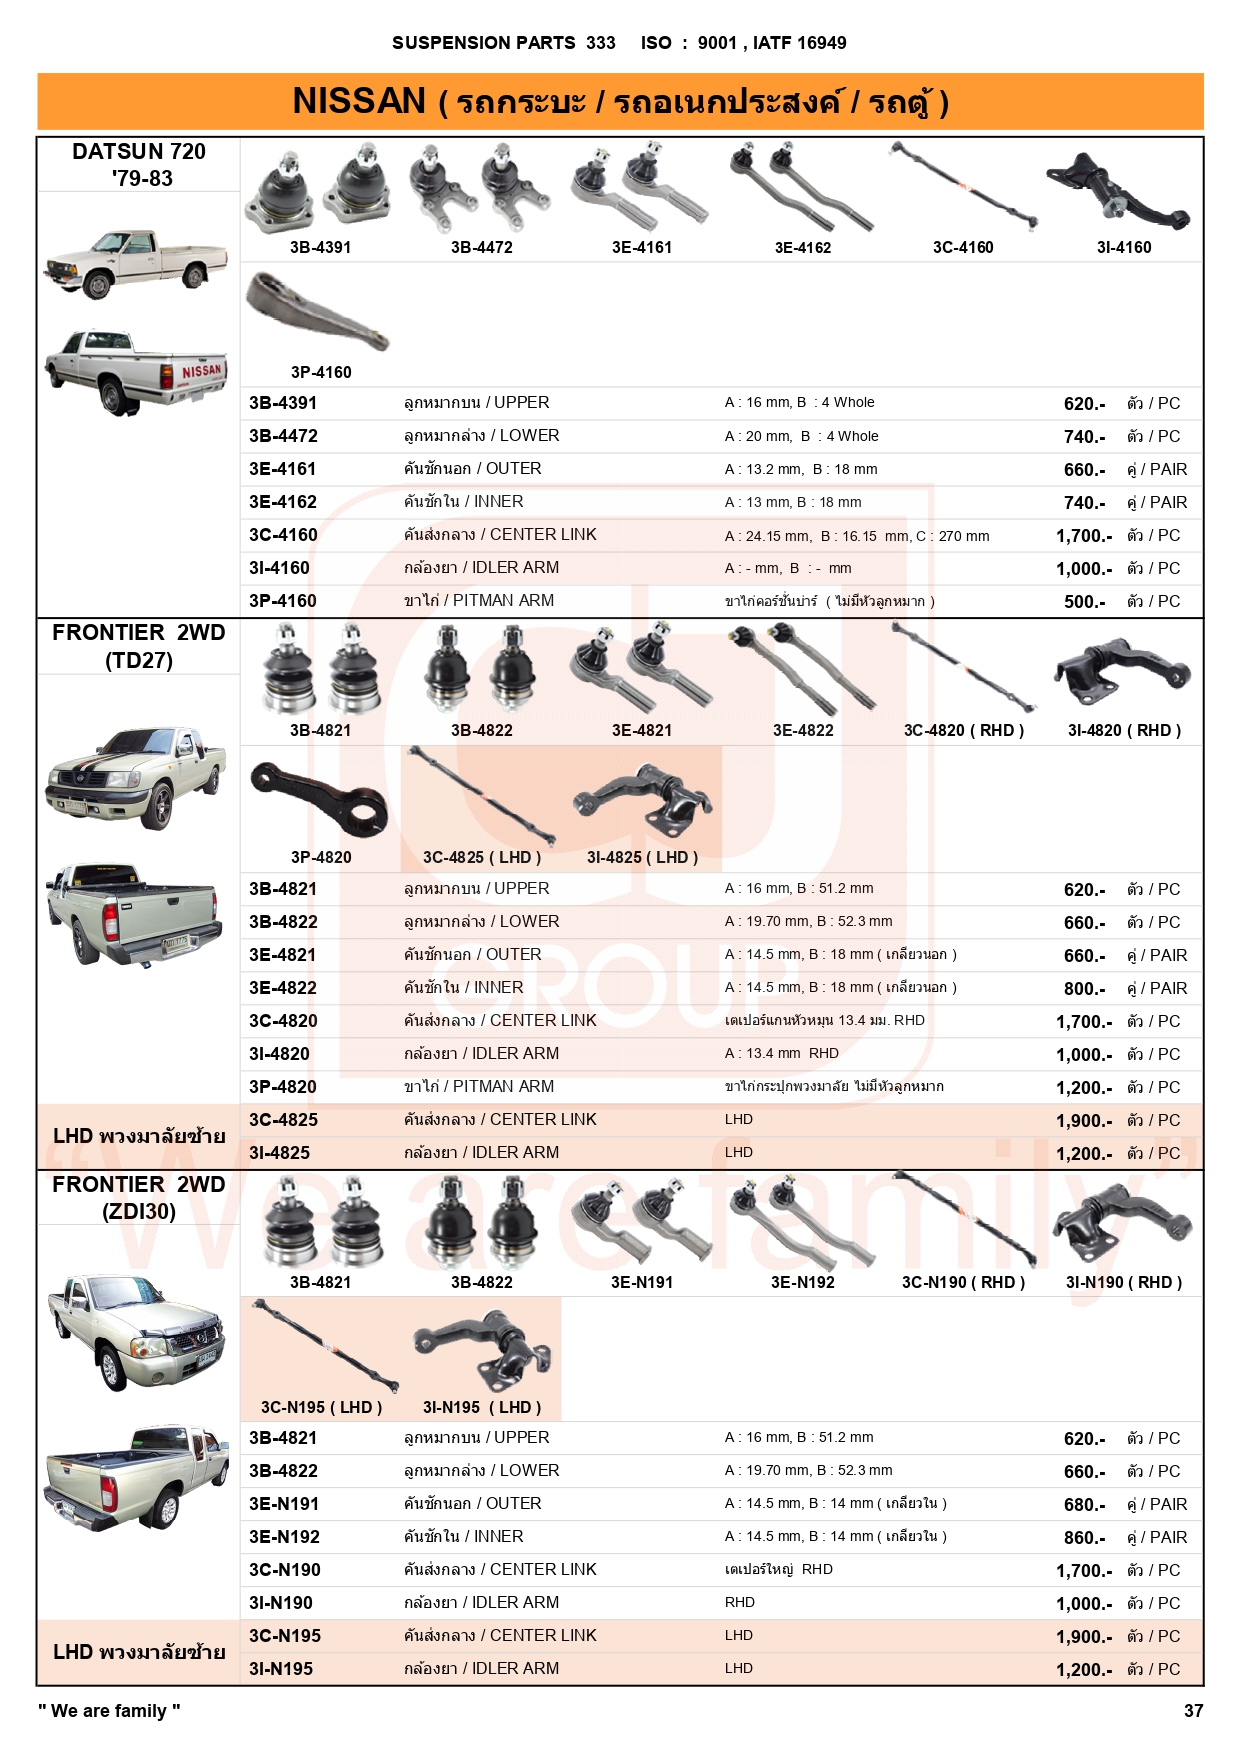 SUSPENSION PARTS 333 ISO : 9001 , IATF 16949
NISSAN ( รถกระบะ / รถอเนกประสงค์ / รถตู้ )
DATSUN 720
'79-83
NISSAN
3B-4391 3B-4472 3E-4161 3E-4162 3C-4160 3I-4160
3P-4160
3B-4391 ลูกหมากบน / UPPER A : 16 mm, B : 4 Whole 620.- ตัว / PC
3B-4472 ลูกหมากล่าง / LOWER A : 20 mm, B : 4 Whole 740.- ตัว / PC
3E-4161 คันชักนอก / OUTER A : 13.2 mm, B : 18 mm 660.- คู่ / PAIR
3E-4162 คันชักใน / INNER A : 13 mm, B : 18 mm 740.- คู่ / PAIR
3C-4160 คันส่งกลาง / CENTER LINK A : 24.15 mm, B : 16.15 mm, C : 270 mm 1,700.- ตัว / PC
3I-4160 กล้องยา / IDLER ARM A : - mm, B : - mm 1,000.- ตัว / PC
3P-4160 ขาไก่ / PITMAN ARM ขาไก่คอร์ชั่นบ่าร์ ( ไม่มีหัวลูกหมาก ) 500.- ตัว / PC
FRONTIER 2WD
(TD27)
3B-4821 3B-4822 3E-4821 3E-4822 3C-4820 ( RHD ) 3I-4820 ( RHD )
3P-4820 3C-4825 ( LHD ) 3I-4825 ( LHD )
3B-4821 ลูกหมากบน / UPPER A : 16 mm, B : 51.2 mm 620.- ตัว / PC
3B-4822 ลูกหมากล่าง / LOWER A : 19.70 mm, B : 52.3 mm 660.- ตัว / PC
3E-4821 คันชักนอก / OUTER A : 14.5 mm, B : 18 mm ( เกลียวนอก ) 660.- คู่ / PAIR
3E-4822 คันชักใน / INNER A : 14.5 mm, B : 18 mm ( เกลียวนอก ) 800.- คู่ / PAIR
3C-4820 คันส่งกลาง / CENTER LINK เตเปอร์แกนหัวหมุน 13.4 มม. RHD 1,700.- ตัว / PC
3I-4820 กล้องยา / IDLER ARM A : 13.4 mm RHD 1,000.- ตัว / PC
3P-4820 ขาไก่ / PITMAN ARM ขาไก่กระปุกพวงมาลัย ไม่มีหัวลูกหมาก 1,200.- ตัว / PC
LHD พวงมาลัยซ้าย
3C-4825 คันส่งกลาง / CENTER LINK LHD 1,900.- ตัว / PC
3I-4825 กล้องยา / IDLER ARM LHD 1,200.- ตัว / PC
GROUP
“We are family”
FRONTIER 2WD
(ZDI30)
3B-4821 3B-4822 3E-N191 3E-N192 3C-N190 ( RHD ) 3I-N190 ( RHD )
3C-N195 ( LHD ) 3I-N195 ( LHD )
3B-4821 ลูกหมากบน / UPPER A : 16 mm, B : 51.2 mm 620.- ตัว / PC
3B-4822 ลูกหมากล่าง / LOWER A : 19.70 mm, B : 52.3 mm 660.- ตัว / PC
3E-N191 คันชักนอก / OUTER A : 14.5 mm, B : 14 mm ( เกลียวใน ) 680.- คู่ / PAIR
3E-N192 คันชักใน / INNER A : 14.5 mm, B : 14 mm ( เกลียวใน ) 860.- คู่ / PAIR
3C-N190 คันส่งกลาง / CENTER LINK เตเปอร์ใหญ่ RHD 1,700.- ตัว / PC
3I-N190 กล้องยา / IDLER ARM RHD 1,000.- ตัว / PC
LHD พวงมาลัยซ้าย
3C-N195 คันส่งกลาง / CENTER LINK LHD 1,900.- ตัว / PC
3I-N195 กล้องยา / IDLER ARM LHD 1,200.- ตัว / PC
" We are family " 37